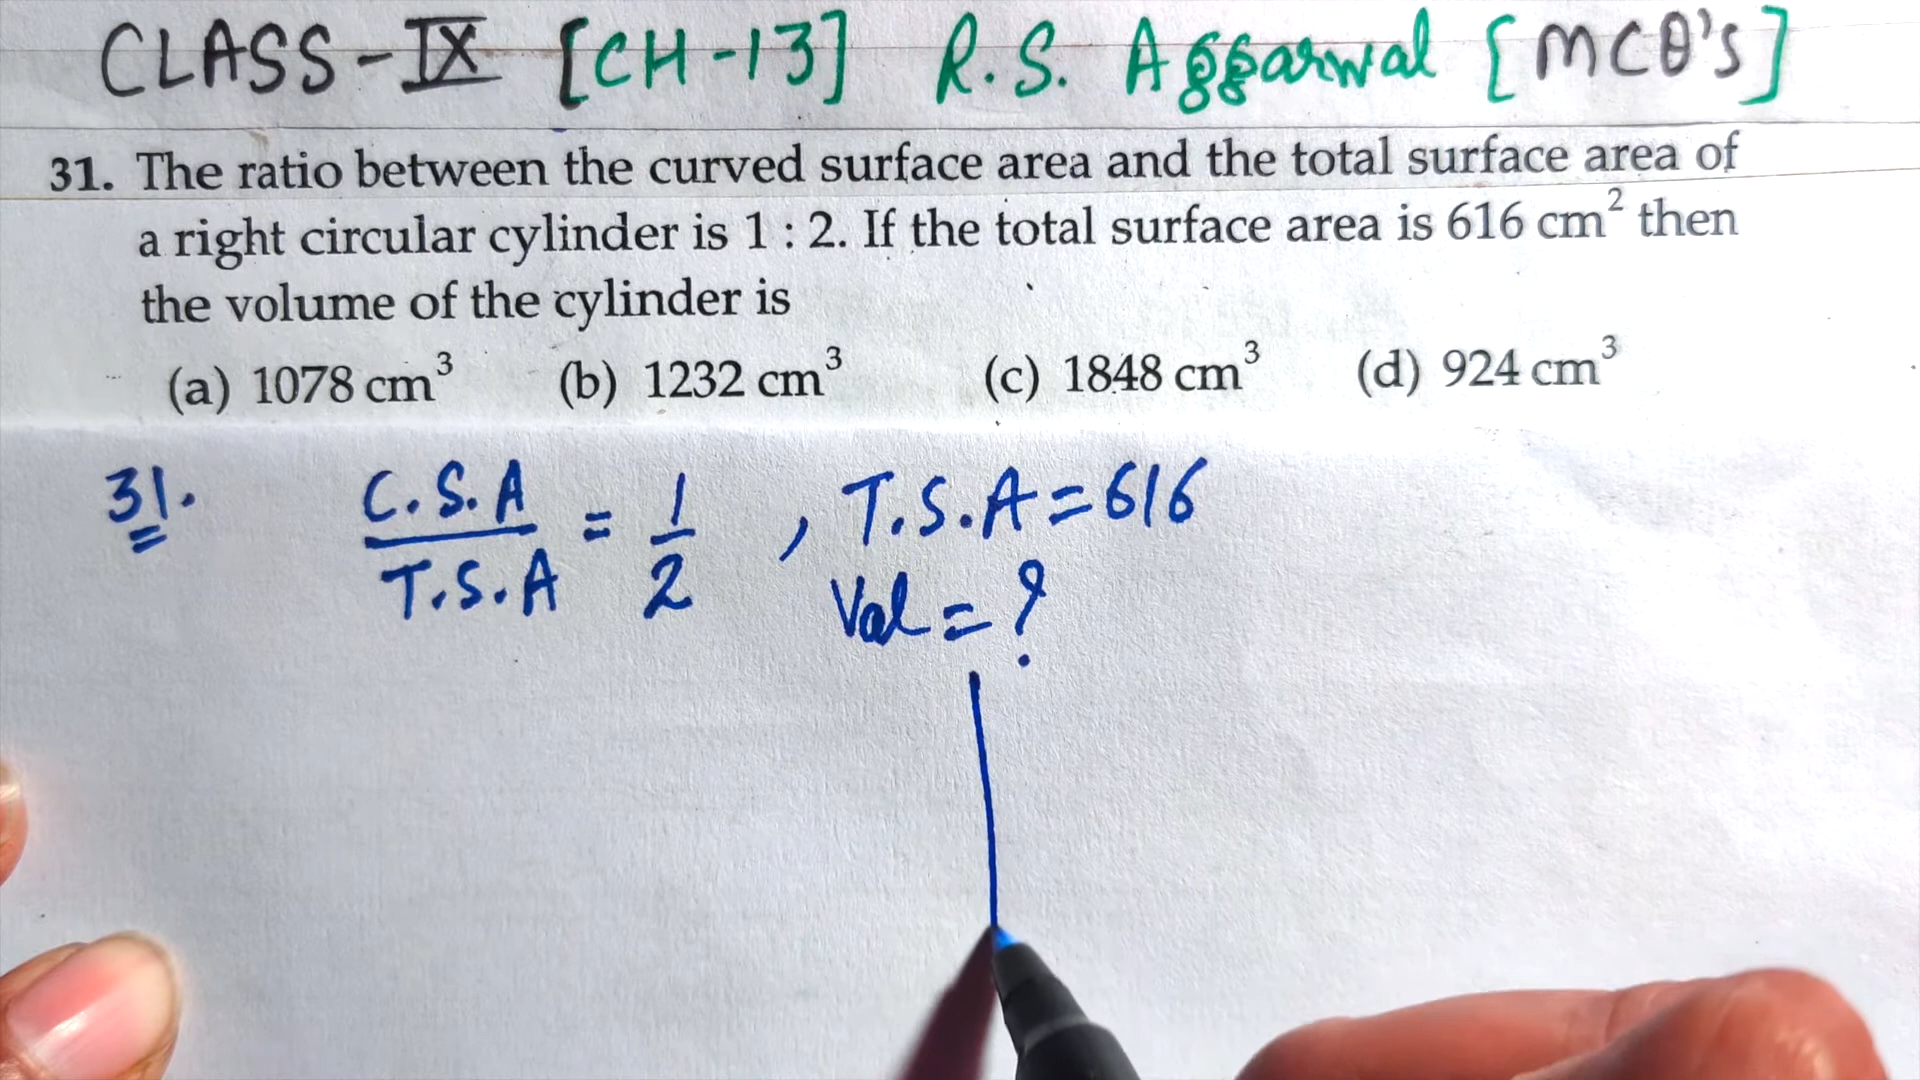 CLASS-IX [CH-13] R.S. Aggarwal [MCQ's]
31. The ratio between the curved surface area and the total surface area of
a right circular cylinder is 1 : 2. If the total surface area is 616 cm² then
the volume of the cylinder is
(a) 1078 cm³ (b) 1232 cm³ (c) 1848 cm³ (d) 924 cm³
31. C.S.A/T.S.A = 1/2 , T.S.A = 616
Vol = ?